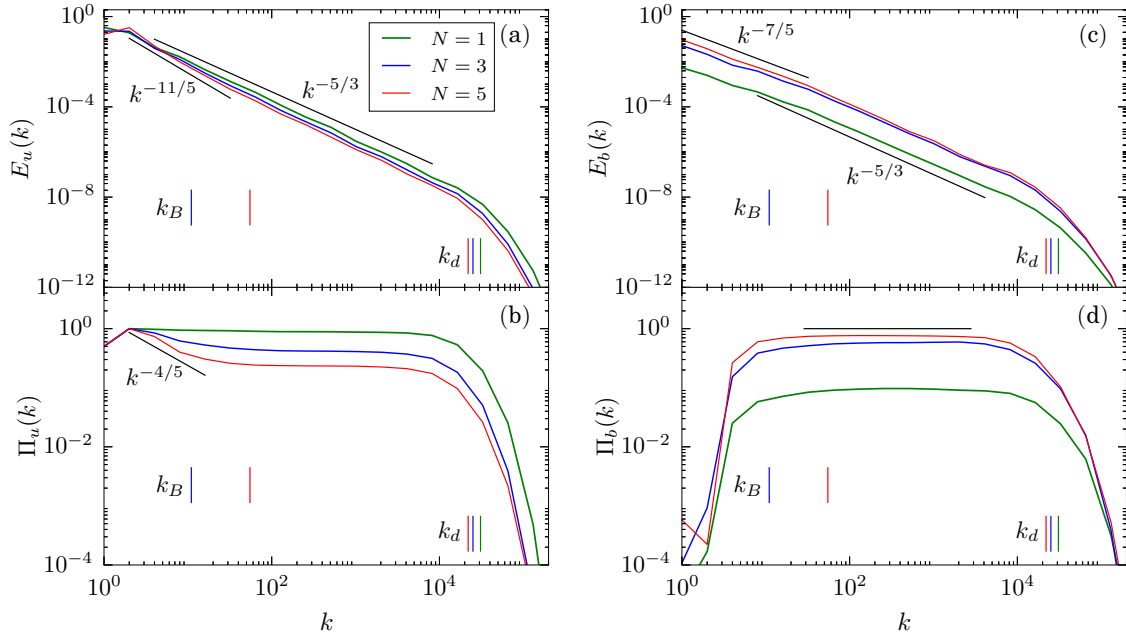 (a)
N = 1
N = 3
N = 5
k^{-11/5}
k^{-5/3}
k_B
k_d
E_u(k)
10^0
10^{-4}
10^{-8}
10^{-12}
(c)
k^{-7/5}
k^{-5/3}
k_B
k_d
E_b(k)
10^0
10^{-4}
10^{-8}
10^{-12}
(b)
k^{-4/5}
k_B
k_d
Π_u(k)
10^0
10^{-2}
10^{-4}
10^0
10^2
10^4
k
(d)
k_B
k_d
Π_b(k)
10^0
10^{-2}
10^{-4}
10^0
10^2
10^4
k